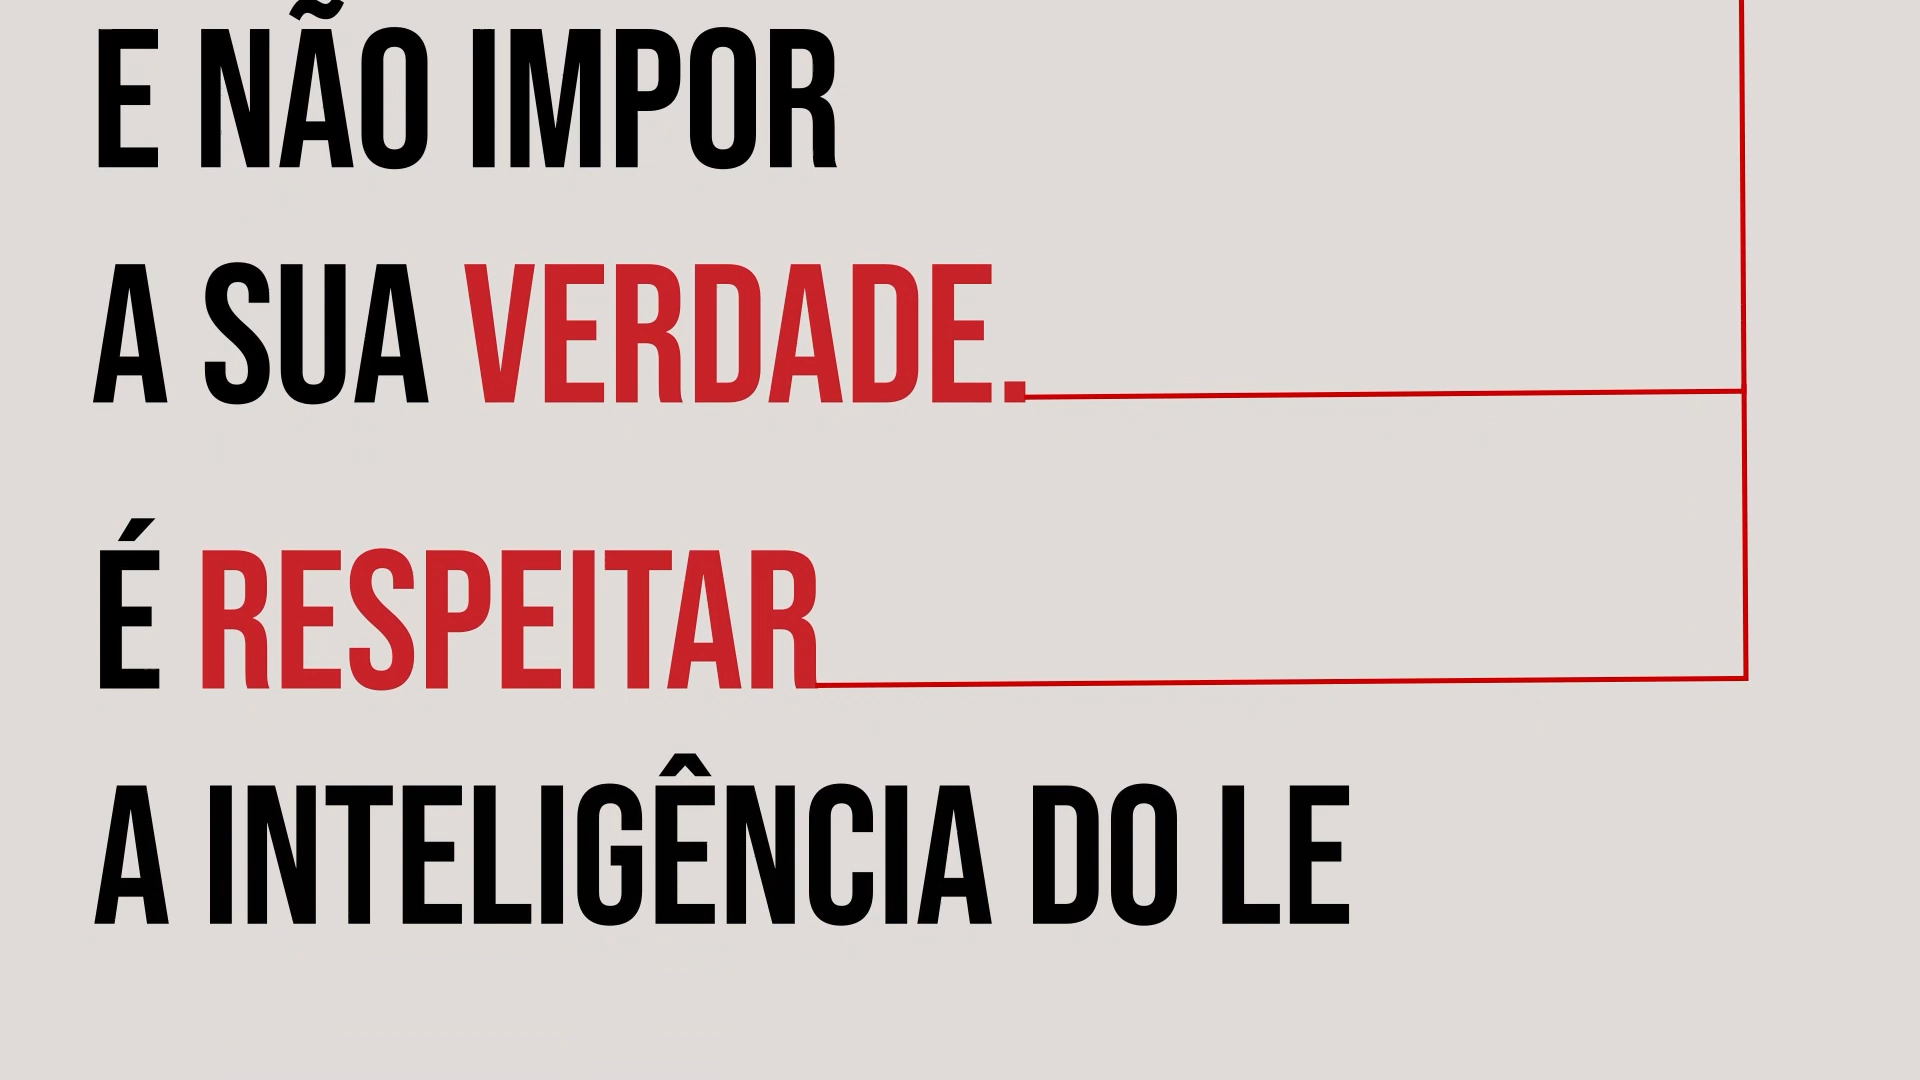 E NÃO IMPOR
A SUA VERDADE.
É RESPEITAR
A INTELIGÊNCIA DO LE